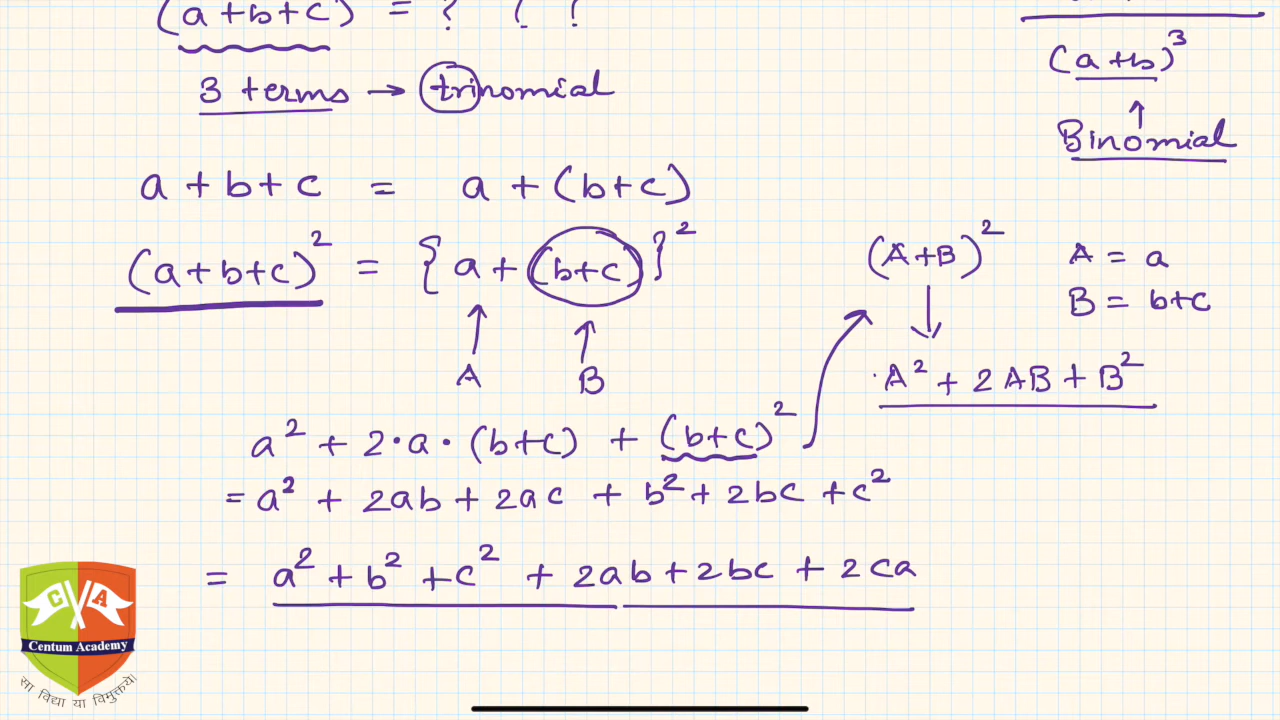 (a+b+c) = ? ? ?
3 terms → trinomial
(a+b)³
↑
Binomial
a + b + c = a + (b+c)
(a+b+c)² = {a + (b+c)}²
A B
(A+B)²
A = a
B = b+c
A² + 2AB + B²
a² + 2·a·(b+c) + (b+c)²
= a² + 2ab + 2ac + b² + 2bc + c²
= a² + b² + c² + 2ab + 2bc + 2ca
C A
Centum Academy
सा विद्या या विमुक्तये।